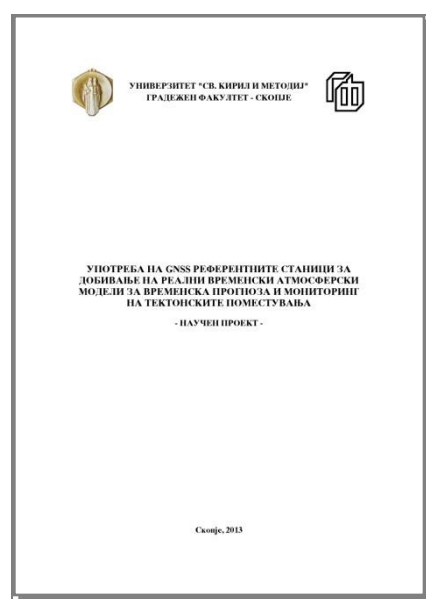 УНИВЕРЗИТЕТ "СВ. КИРИЛ И МЕТОДИЈ"
ГРАДЕЖЕН ФАКУЛТЕТ - СКОПЈЕ
УПОТРЕБА НА GNSS РЕФЕРЕНТНИТЕ СТАНИЦИ ЗА
ДОБИВАЊЕ НА РЕАЛНИ ВРЕМЕНСКИ АТМОСФЕРСКИ
МОДЕЛИ ЗА ВРЕМЕНСКА ПРОГНОЗА И МОНИТОРИНГ
НА ТЕКТОНСКИТЕ ПОМЕСТУВАЊА
- НАУЧЕН ПРОЕКТ -
Скопје, 2013